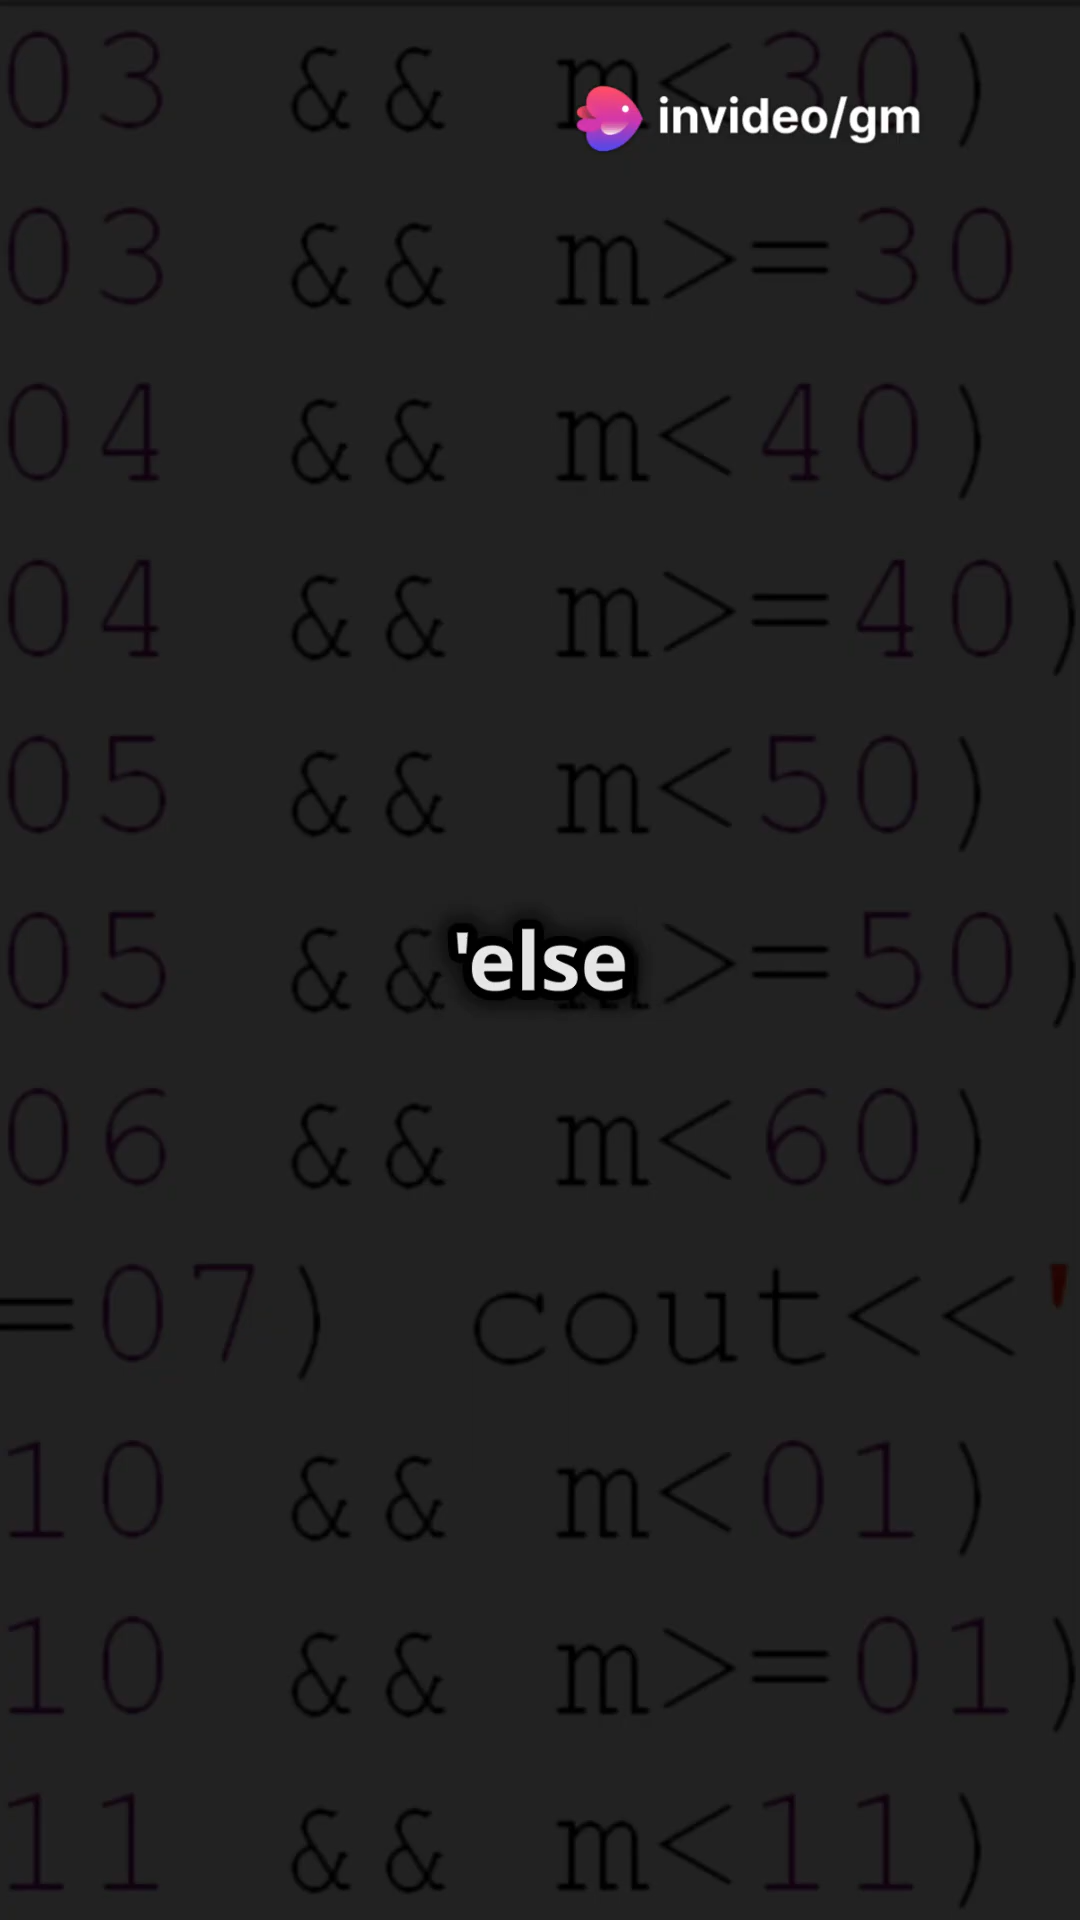 03 && m<30)
invideo/gm
03 && m>=30
04 && m<40)
04 && m>=40)
05 && m<50)
05 && m>=50)
'else
06 && m<60)
=07) cout<<'
10 && m<01)
10 && m>=01)
11 && m<11)